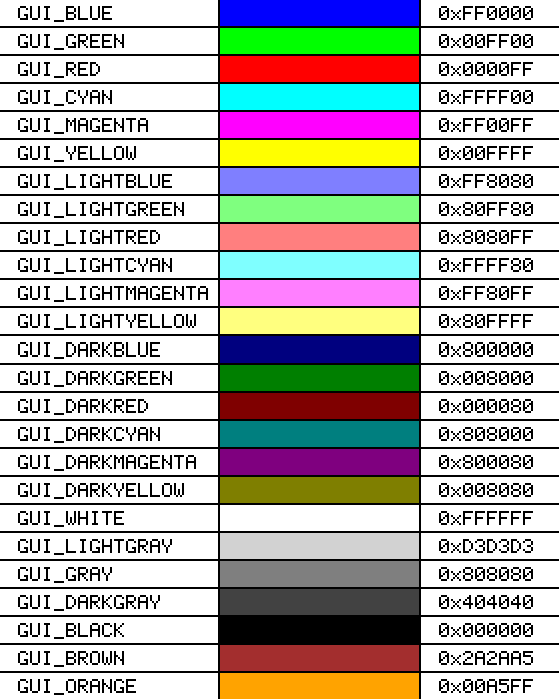 GUI_BLUE 0xFF0000
GUI_GREEN 0x00FF00
GUI_RED 0x0000FF
GUI_CYAN 0xFFFF00
GUI_MAGENTA 0xFF00FF
GUI_YELLOW 0x00FFFF
GUI_LIGHTBLUE 0xFF8080
GUI_LIGHTGREEN 0x80FF80
GUI_LIGHTRED 0x8080FF
GUI_LIGHTCYAN 0xFFFF80
GUI_LIGHTMAGENTA 0xFF80FF
GUI_LIGHTYELLOW 0x80FFFF
GUI_DARKBLUE 0x800000
GUI_DARKGREEN 0x008000
GUI_DARKRED 0x000080
GUI_DARKCYAN 0x808000
GUI_DARKMAGENTA 0x800080
GUI_DARKYELLOW 0x008080
GUI_WHITE 0xFFFFFF
GUI_LIGHTGRAY 0xD3D3D3
GUI_GRAY 0x808080
GUI_DARKGRAY 0x404040
GUI_BLACK 0x000000
GUI_BROWN 0x2A2AA5
GUI_ORANGE 0x00A5FF